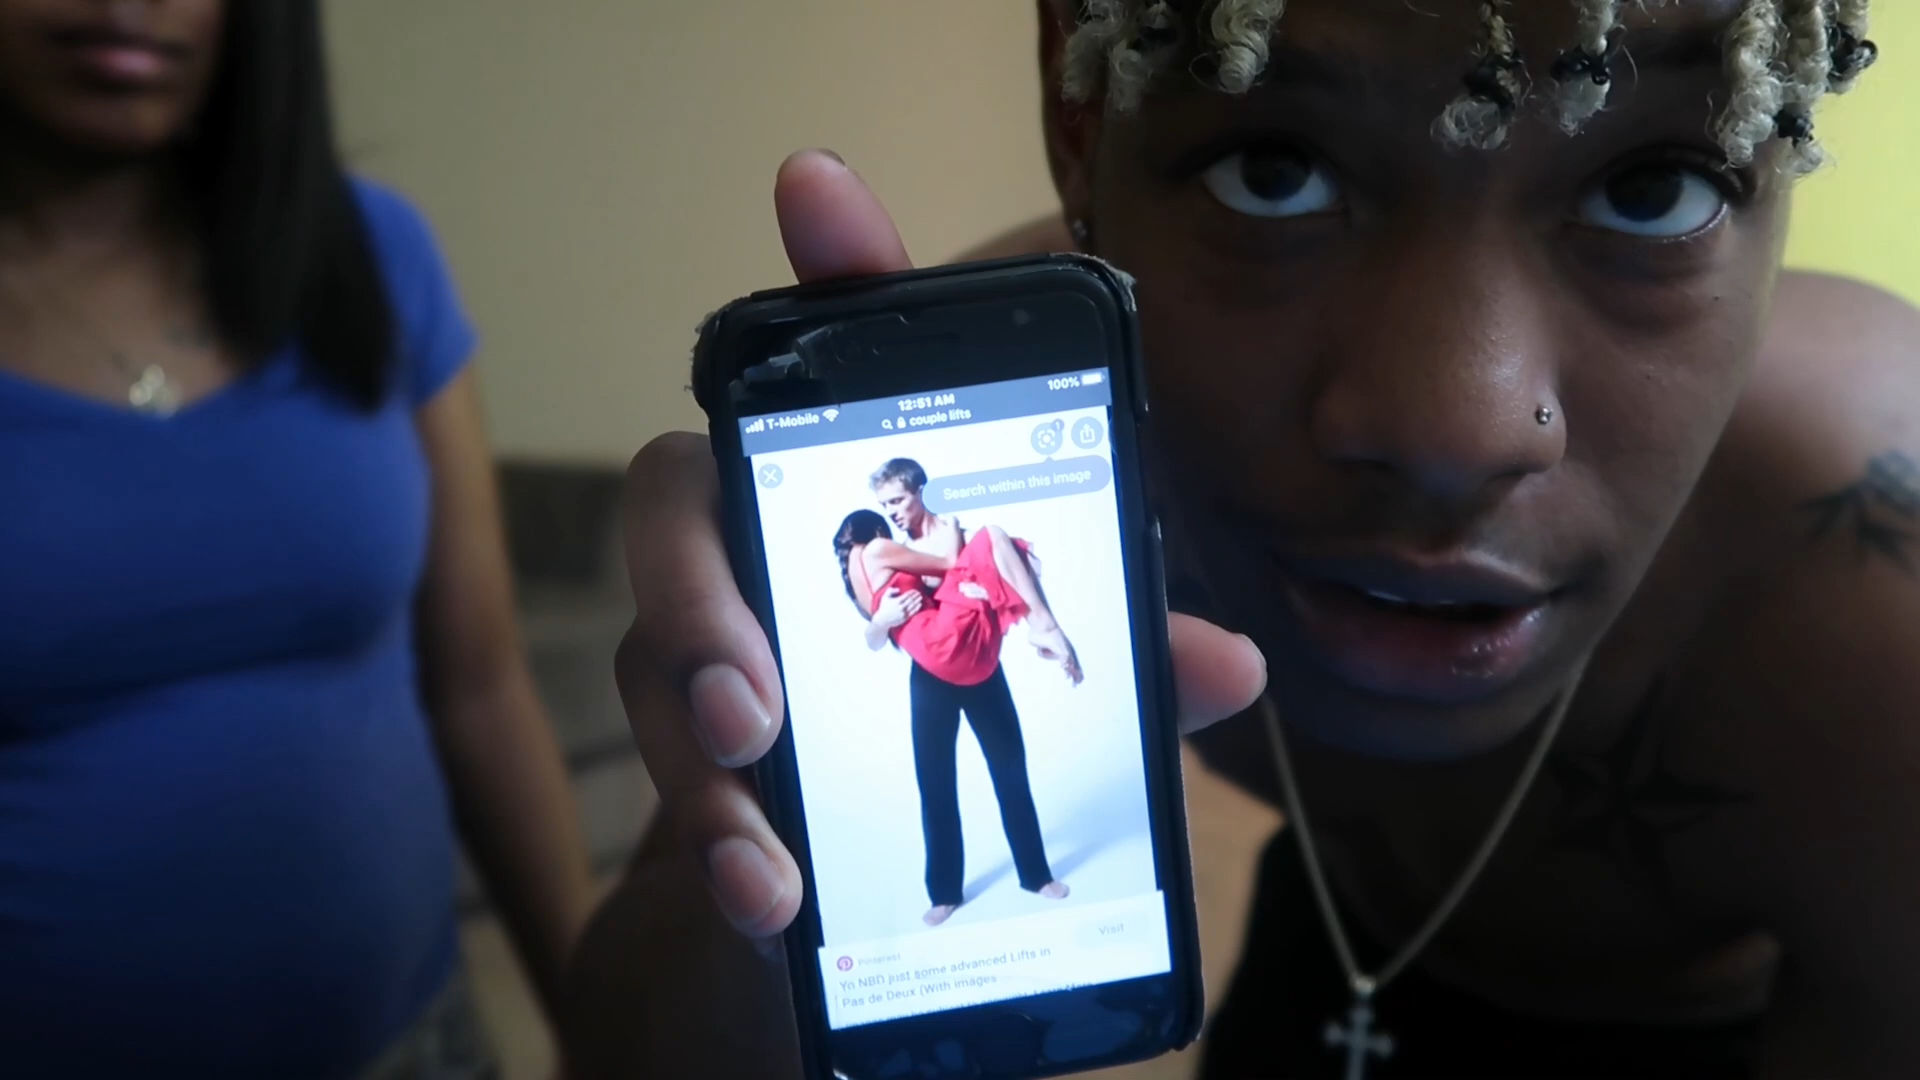 12:51 AM
100%
T-Mobile
couple lifts
1
Search within this image
Pinterest
Visit
Yo NBD just some advanced Lifts in
Pas de Deux (With images